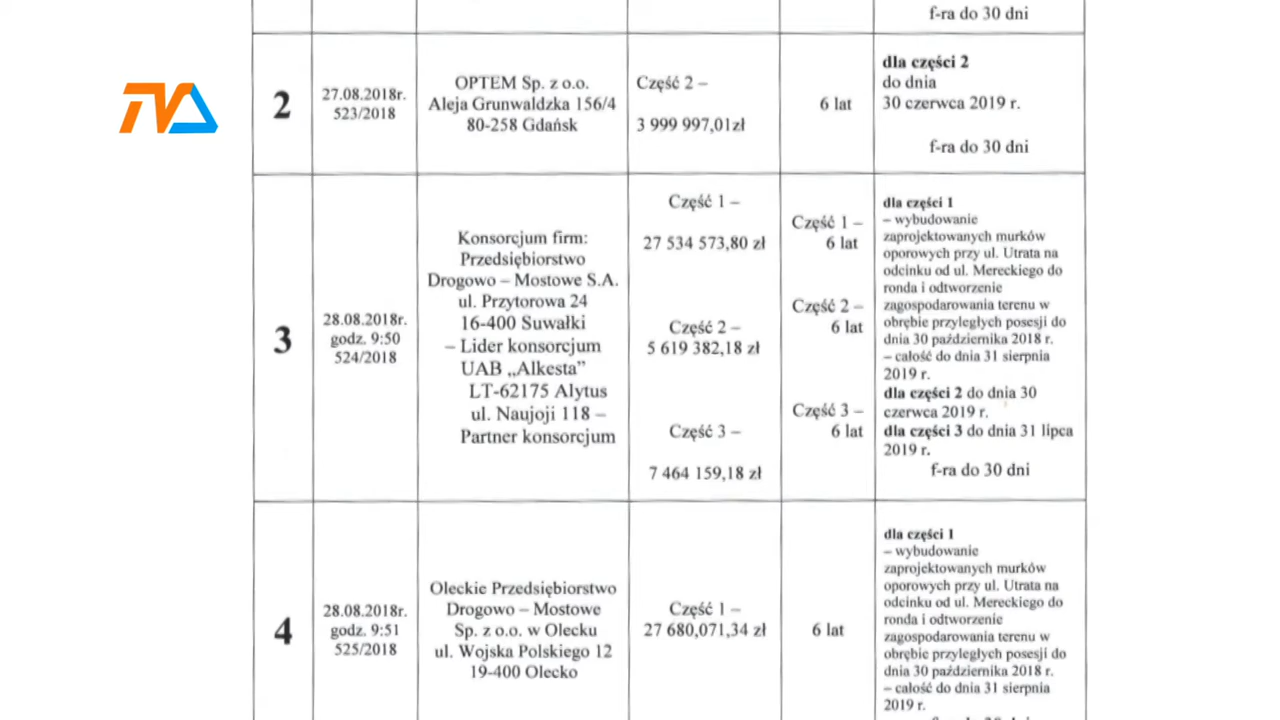 f-ra do 30 dni
TVA
2
27.08.2018r.
523/2018
OPTEM Sp. z o.o.
Aleja Grunwaldzka 156/4
80-258 Gdańsk
Część 2 –
3 999 997,01zł
6 lat
dla części 2
do dnia
30 czerwca 2019 r.
f-ra do 30 dni
3
28.08.2018r.
godz. 9:50
524/2018
Konsorcjum firm:
Przedsiębiorstwo
Drogowo – Mostowe S.A.
ul. Przytorowa 24
16-400 Suwałki
– Lider konsorcjum
UAB „Alkesta”
LT-62175 Alytus
ul. Naujoji 118 –
Partner konsorcjum
Część 1 –
27 534 573,80 zł
Część 2 –
5 619 382,18 zł
Część 3 –
7 464 159,18 zł
Część 1 –
6 lat
Część 2 –
6 lat
Część 3 –
6 lat
dla części 1
– wybudowanie
zaprojektowanych murków
oporowych przy ul. Utrata na
odcinku od ul. Mereckiego do
ronda i odtworzenie
zagospodarowania terenu w
obrębie przyległych posesji do
dnia 30 października 2018 r.
– całość do dnia 31 sierpnia
2019 r.
dla części 2 do dnia 30
czerwca 2019 r.
dla części 3 do dnia 31 lipca
2019 r.
f-ra do 30 dni
4
28.08.2018r.
godz. 9:51
525/2018
Oleckie Przedsiębiorstwo
Drogowo – Mostowe
Sp. z o.o. w Olecku
ul. Wojska Polskiego 12
19-400 Olecko
Część 1 –
27 680,071,34 zł
6 lat
dla części 1
– wybudowanie
zaprojektowanych murków
oporowych przy ul. Utrata na
odcinku od ul. Mereckiego do
ronda i odtworzenie
zagospodarowania terenu w
obrębie przyległych posesji do
dnia 30 października 2018 r.
– całość do dnia 31 sierpnia
2019 r.